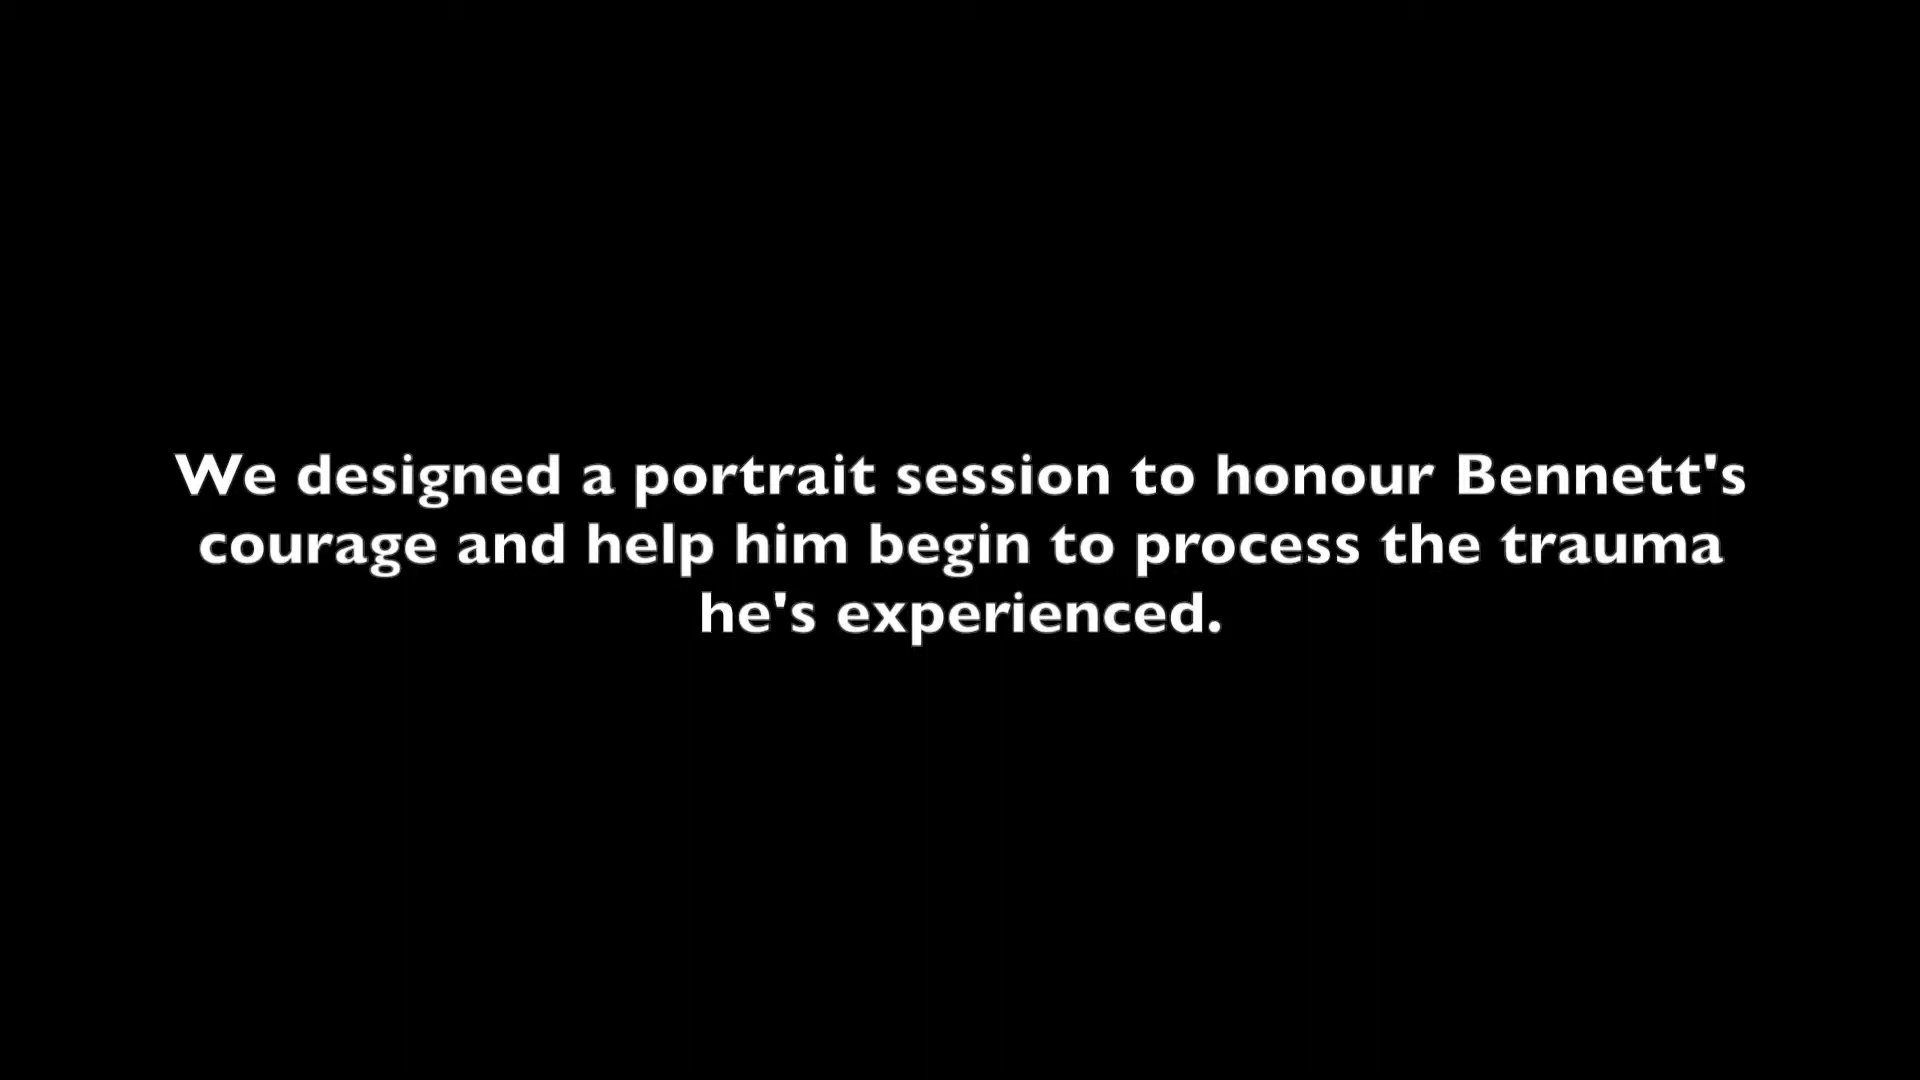 We designed a portrait session to honour Bennett's
courage and help him begin to process the trauma
he's experienced.